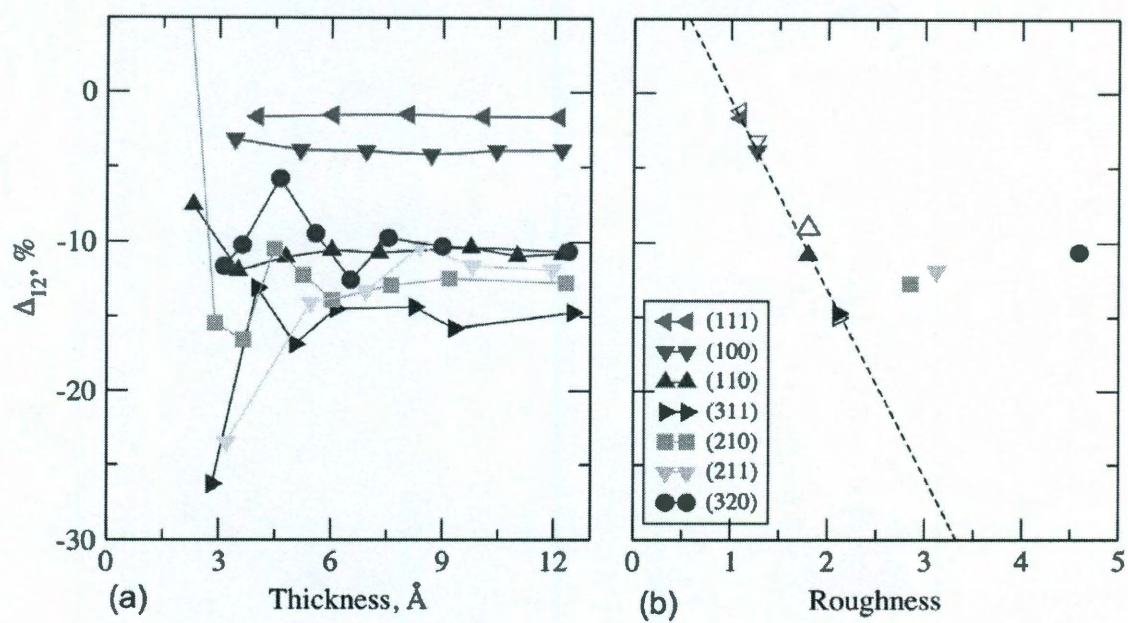 0
-10
-20
-30
Δ12, %
0 3 6 9 12
(a) Thickness, Å
(111)
(100)
(110)
(311)
(210)
(211)
(320)
0 1 2 3 4 5
(b) Roughness